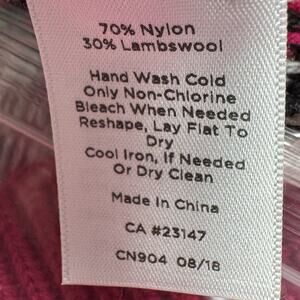 70% Nylon
30% Lambswool
Hand Wash Cold
Only Non-Chlorine
Bleach When Needed
Reshape, Lay Flat To
Dry
Cool Iron, If Needed
Or Dry Clean
Made In China
CA #23147
CN904 08/18